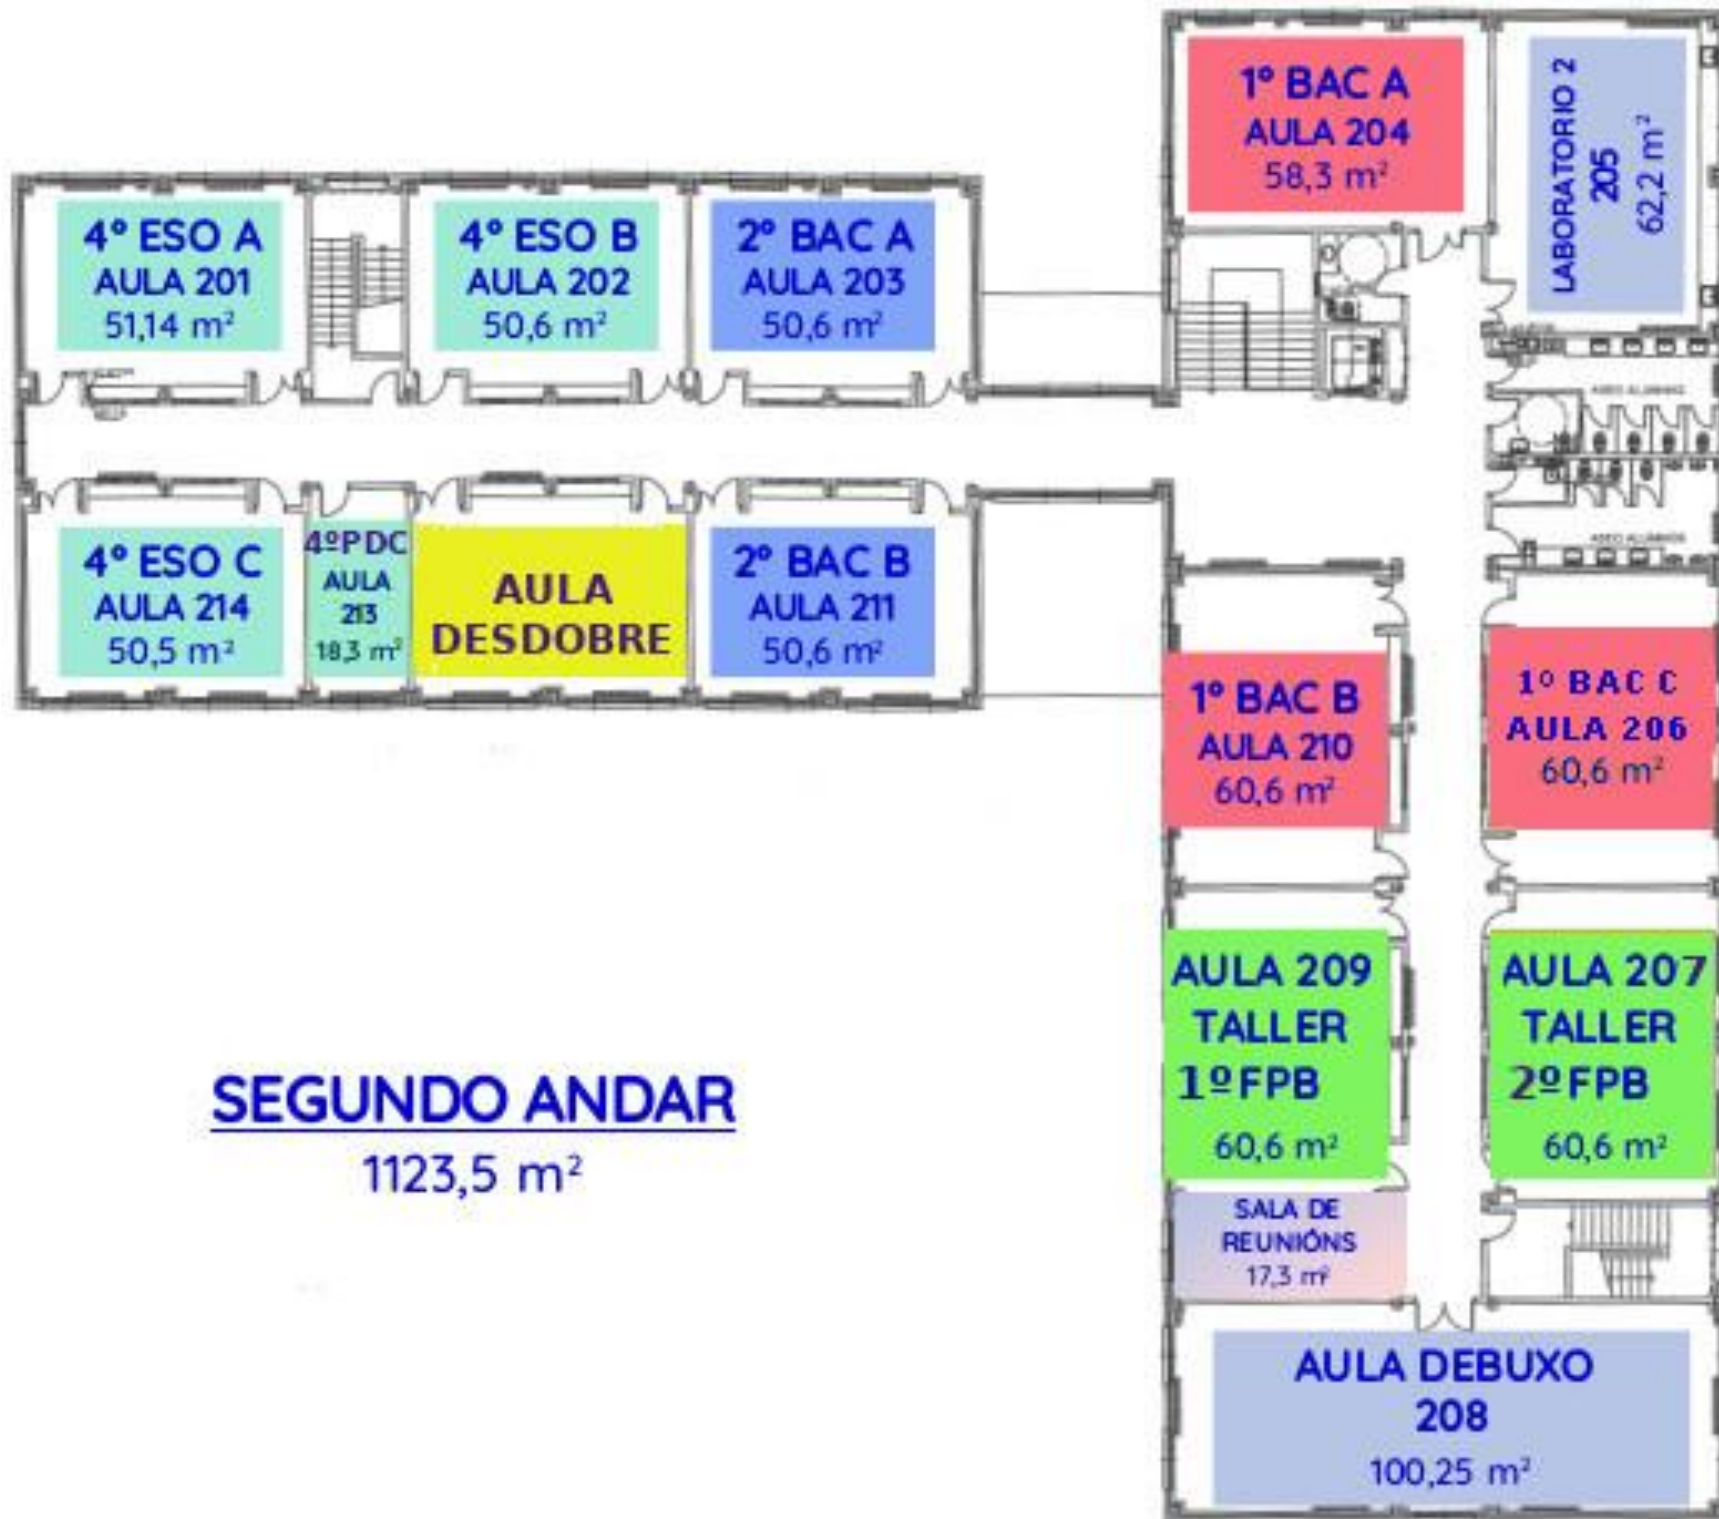 1º BAC A
AULA 204
58,3 m²
LABORATORIO 2
205
62,2 m²
4º ESO A
AULA 201
51,14 m²
4º ESO B
AULA 202
50,6 m²
2º BAC A
AULA 203
50,6 m²
ASEO ALUMNAS
ASEO ALUMNOS
4º ESO C
AULA 214
50,5 m²
4ºPDC
AULA
213
18,3 m²
AULA
DESDOBRE
2º BAC B
AULA 211
50,6 m²
1º BAC B
AULA 210
60,6 m²
1º BAC C
AULA 206
60,6 m²
AULA 209
TALLER
1ºFPB
60,6 m²
AULA 207
TALLER
2ºFPB
60,6 m²
SEGUNDO ANDAR
1123,5 m²
SALA DE
REUNIÓNS
17,3 m²
AULA DEBUXO
208
100,25 m²